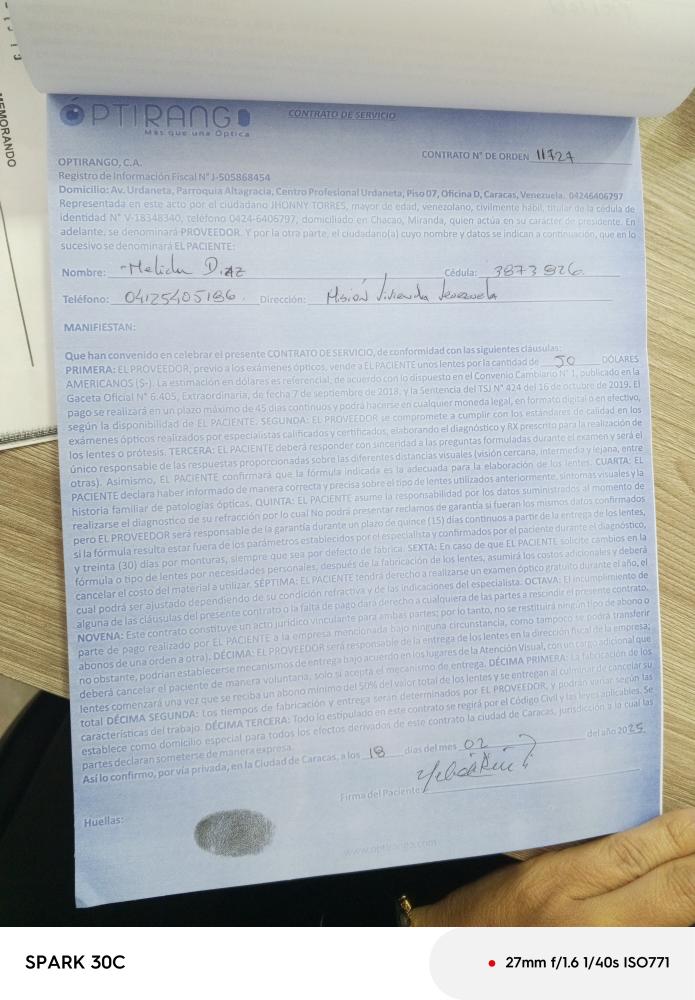 MEMORANDO
ÓPTIRANGO
Más que una Óptica
CONTRATO DE SERVICIO
CONTRATO N° DE ORDEN 11727
OPTIRANGO, C.A.
Registro de Información Fiscal N° J-505868454
Domicilio: Av. Urdaneta, Parroquia Altagracia, Centro Profesional Urdaneta, Piso 07, Oficina D, Caracas, Venezuela. 04246406797
Representada en este acto por el ciudadano JHONNY TORRES, mayor de edad, venezolano, civilmente hábil, titular de la cédula de
identidad N° V-18348340, teléfono 0424-6406797, domiciliado en Chacao, Miranda, quien actúa en su carácter de presidente. En
adelante, se denominará PROVEEDOR. Y por la otra parte, el ciudadano(a) cuyo nombre y datos se indican a continuación, que en lo
sucesivo se denominará EL PACIENTE:
Nombre: Melida Diaz Cédula: 3873826
Teléfono: 04125405186 Dirección: Misión Vivienda Venezuela
MANIFIESTAN:
Que han convenido en celebrar el presente CONTRATO DE SERVICIO, de conformidad con las siguientes cláusulas:
PRIMERA: EL PROVEEDOR, previo a los exámenes ópticos, vende a EL PACIENTE unos lentes por la cantidad de 50 DÓLARES
AMERICANOS ($-). La estimación en dólares es referencial, de acuerdo con lo dispuesto en el Convenio Cambiario N° 1, publicado en la
Gaceta Oficial N° 6.405, Extraordinaria, de fecha 7 de septiembre de 2018, y la Sentencia del TSJ N° 424 del 16 de octubre de 2019. El
pago se realizará en un plazo máximo de 45 días continuos y podrá hacerse en cualquier moneda legal, en formato digital o en efectivo,
según la disponibilidad de EL PACIENTE. SEGUNDA: EL PROVEEDOR se compromete a cumplir con los estándares de calidad en los
exámenes ópticos realizados por especialistas calificados y certificados, elaborando el diagnóstico y RX prescrito para la realización de
los lentes o prótesis. TERCERA: EL PACIENTE deberá responder con sinceridad a las preguntas formuladas durante el examen y será el
único responsable de las respuestas proporcionadas sobre las diferentes distancias visuales (visión cercana, intermedia y lejana, entre
otras). Asimismo, EL PACIENTE confirmará que la fórmula indicada es la adecuada para la elaboración de los lentes. CUARTA: EL
PACIENTE declara haber informado de manera correcta y precisa sobre el tipo de lentes utilizados anteriormente, síntomas visuales y la
historia familiar de patologías ópticas. QUINTA: EL PACIENTE asume la responsabilidad por los datos suministrados al momento de
realizarse el diagnostico de su refracción por lo cual No podrá presentar reclamos de garantía si fueran los mismos datos confirmados
pero EL PROVEEDOR será responsable de la garantía durante un plazo de quince (15) días continuos a partir de la entrega de los lentes,
si la fórmula resulta estar fuera de los parámetros establecidos por el especialista y confirmados por el paciente durante el diagnóstico,
y treinta (30) días por monturas, siempre que sea por defecto de fábrica. SEXTA: En caso de que EL PACIENTE solicite cambios en la
fórmula o tipo de lentes por necesidades personales, después de la fabricación de los lentes, asumirá los costos adicionales y deberá
cancelar el costo del material a utilizar. SÉPTIMA: EL PACIENTE tendrá derecho a realizarse un examen óptico gratuito durante el año, el
cual podrá ser ajustado dependiendo de su condición refractiva y de las indicaciones del especialista. OCTAVA: El incumplimiento de
alguna de las cláusulas del presente contrato o la falta de pago dará derecho a cualquiera de las partes a rescindir el presente contrato.
NOVENA: Este contrato constituye un acto jurídico vinculante para ambas partes; por lo tanto, no se restituirá ningún tipo de abono o
parte de pago realizado por EL PACIENTE a la empresa mencionada bajo ninguna circunstancia, como tampoco se podrá transferir
abonos de una orden a otra). DÉCIMA: EL PROVEEDOR será responsable de la entrega de los lentes en la dirección fiscal de la empresa;
no obstante, podrían establecerse mecanismos de entrega bajo acuerdo en los lugares de la Atención Visual, con un cargo adicional que
deberá cancelar el paciente de manera voluntaria, solo si acepta el mecanismo de entrega. DÉCIMA PRIMERA: La fabricación de los
lentes comenzará una vez que se reciba un abono mínimo del 50% del valor total de los lentes y se entregan al culminar de cancelar su
total DÉCIMA SEGUNDA: Los tiempos de fabricación y entrega serán determinados por EL PROVEEDOR, y podrán variar según las
características del trabajo. DÉCIMA TERCERA: Todo lo estipulado en este contrato se regirá por el Código Civil y las leyes aplicables. Se
establece como domicilio especial para todos los efectos derivados de este contrato la ciudad de Caracas, jurisdicción a la cual las
partes declaran someterse de manera expresa.
Así lo confirmo, por vía privada, en la Ciudad de Caracas, a los 18 días del mes 02 del año 2025
Firma del Paciente
Huellas:
www.optirango.com
SPARK 30C
27mm f/1.6 1/40s ISO771